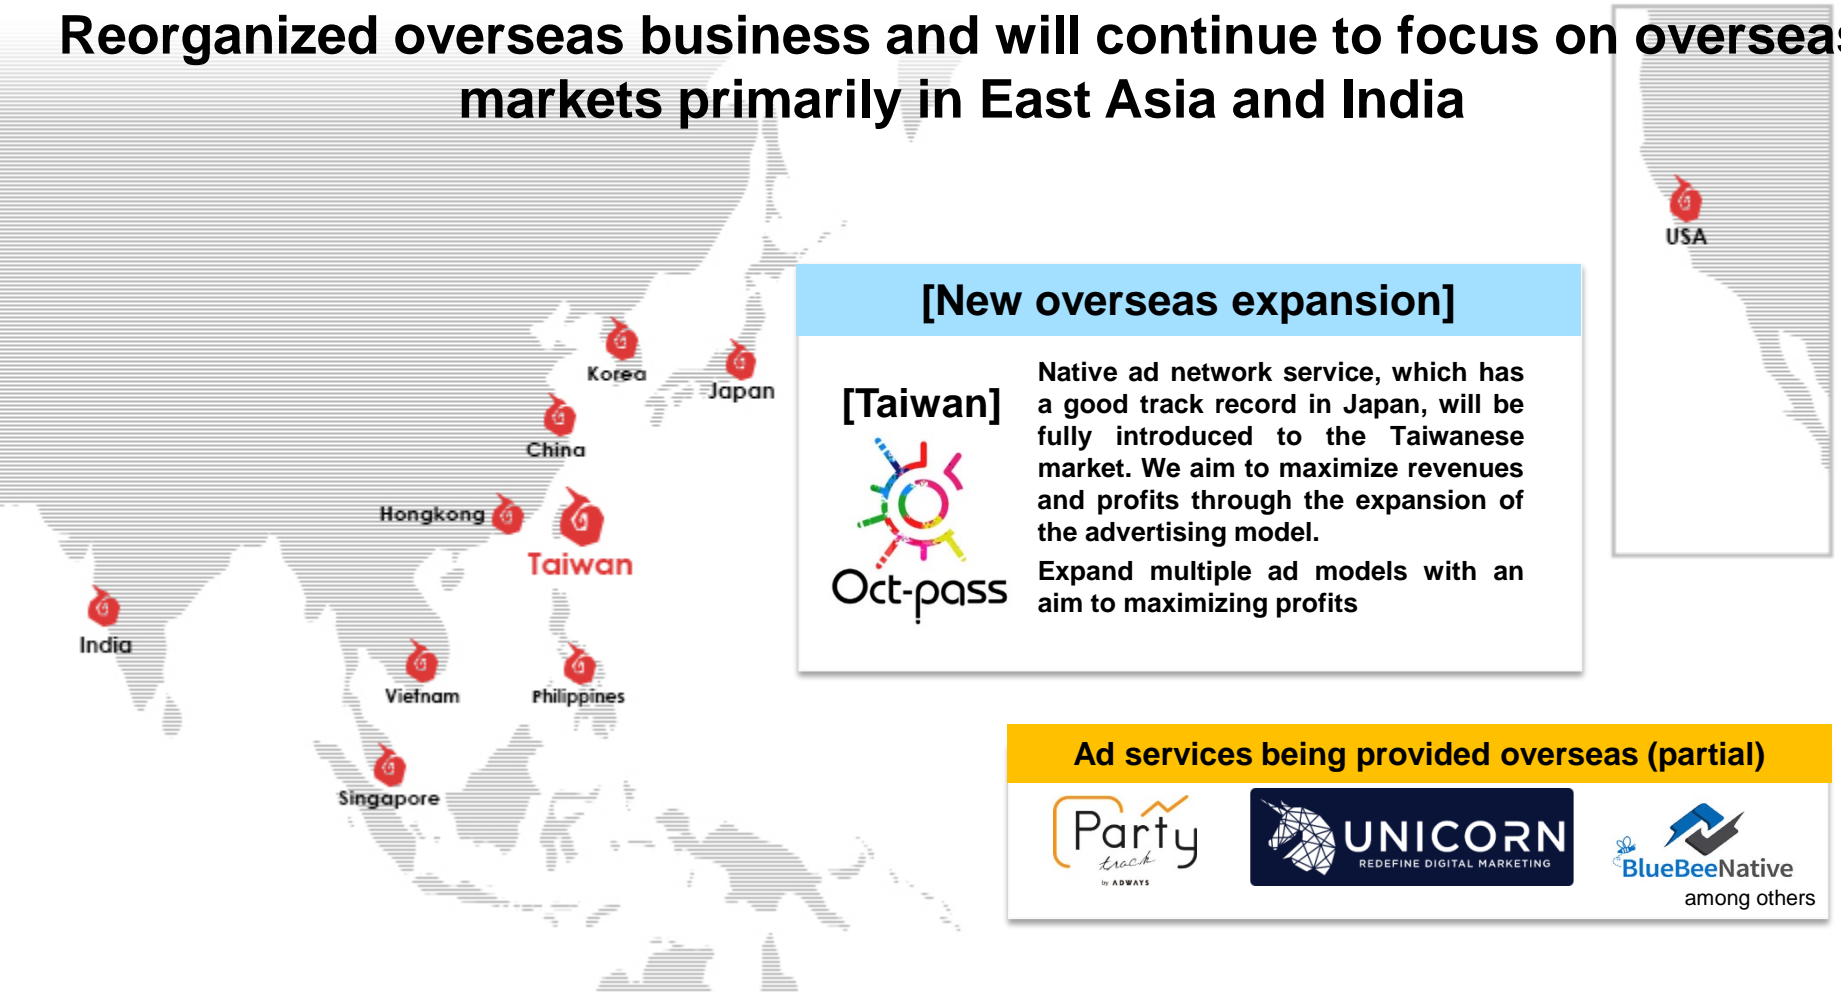 Reorganized overseas business and will continue to focus on overseas
markets primarily in East Asia and India
USA
[New overseas expansion]
Korea
Japan
[Taiwan]
Native ad network service, which has
a good track record in Japan, will be
fully introduced to the Taiwanese
market. We aim to maximize revenues
and profits through the expansion of
the advertising model.
Expand multiple ad models with an
aim to maximizing profits
Oct-pass
China
Hongkong
Taiwan
India
Vietnam
Philippines
Singapore
Ad services being provided overseas (partial)
Party
track
by ADWAYS
UNICORN
REDEFINE DIGITAL MARKETING
BlueBeeNative
among others